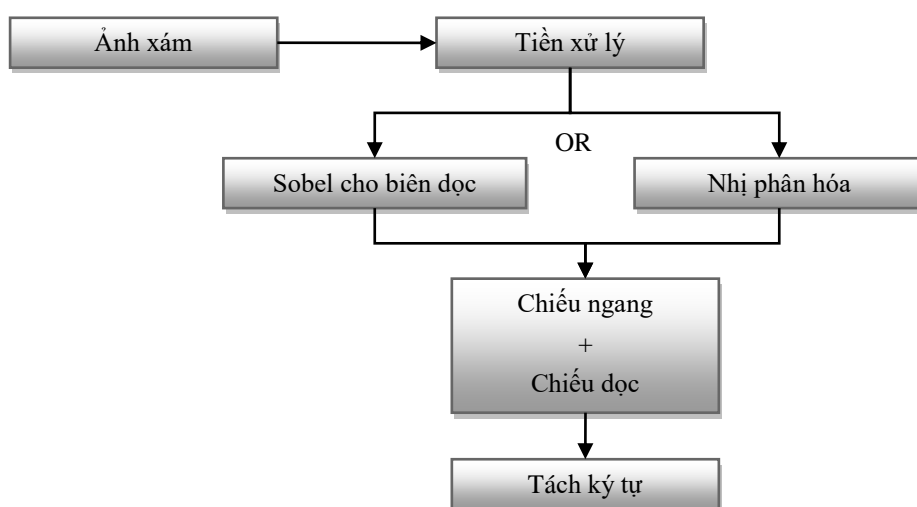 Ảnh xám
Tiền xử lý
OR
Sobel cho biên dọc
Nhị phân hóa
Chiếu ngang
+
Chiếu dọc
Tách ký tự